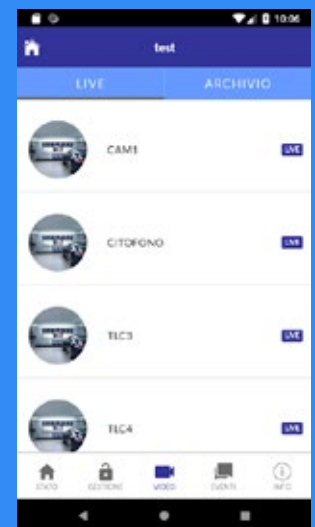 10:06
test
LIVE ARCHIVIO
CAM1 LIVE
CITOFONO LIVE
TLC3 LIVE
TLC4 LIVE
STATO GESTIONE VIDEO EVENTI INFO